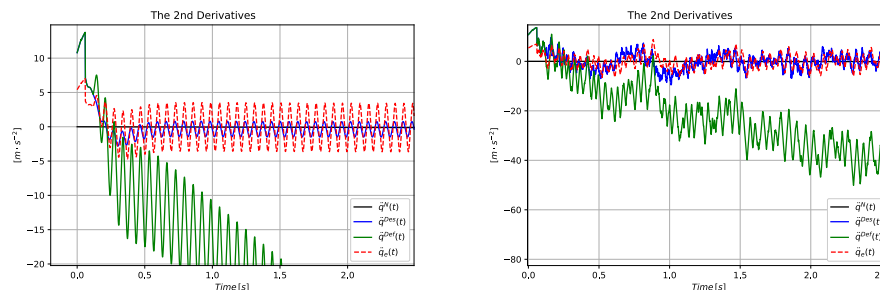 The 2nd Derivatives
10
5
0
−5
−10
−15
−20
[m · s⁻²]
0.0 0.5 1.0 1.5 2.0
Time[s]
q̈ᴺ(t)
q̈ᴰᵉˢ(t)
q̈ᴰᵉᶠ(t)
q̈ₑ(t)
The 2nd Derivatives
0
−20
−40
−60
−80
[m · s⁻²]
0.0 0.5 1.0 1.5 2.0 2.5
Time[s]
q̈ᴺ(t)
q̈ᴰᵉˢ(t)
q̈ᴰᵉᶠ(t)
q̈ₑ(t)